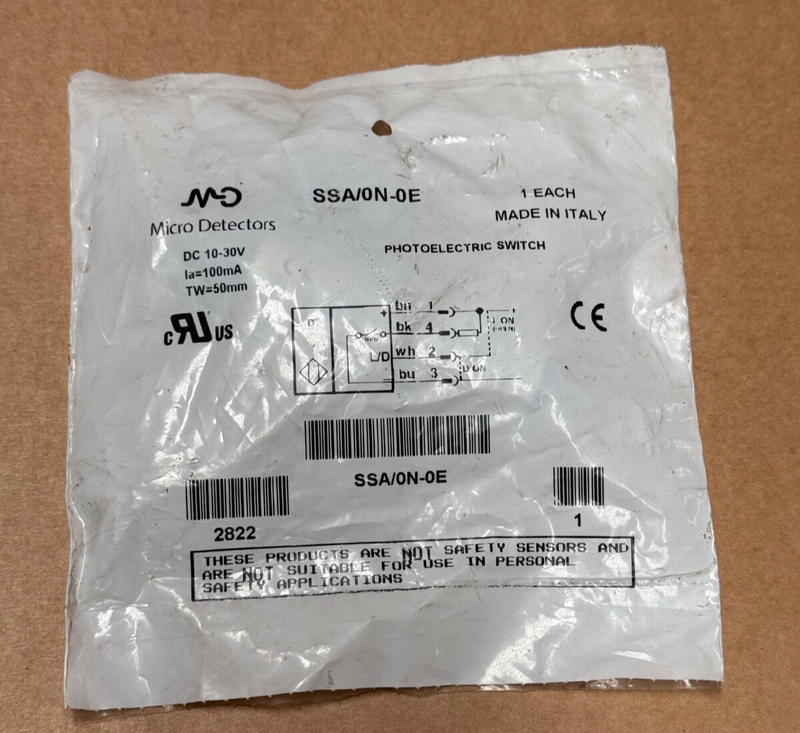 SSA/0N-0E
1 EACH
MADE IN ITALY
Micro Detectors
DC 10-30V
Ia=100mA
TW=50mm
PHOTOELECTRIC SWITCH
c RU US
CE
+ bn 1
bk 4
L/D wh 2
- bu 3
L ON
D ON
SSA/0N-0E
2822
1
THESE PRODUCTS ARE NOT SAFETY SENSORS AND
ARE NOT SUITABLE FOR USE IN PERSONAL
SAFETY APPLICATIONS